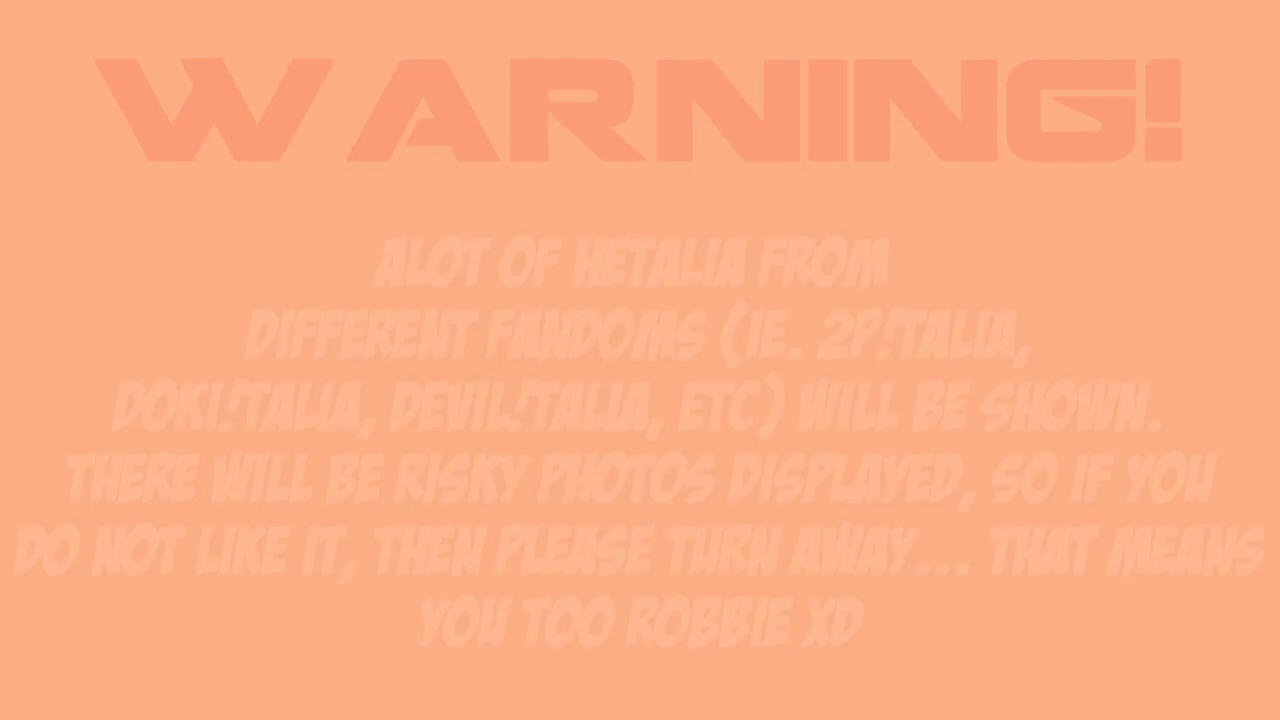 WARNING!
ALOT OF HETALIA FROM
DIFFERENT FANDOMS (IE. 2P!TALIA,
DOKI!TALIA, DEVIL!TALIA, ETC) WILL BE SHOWN.
THERE WILL BE RISKY PHOTOS DISPLAYED, SO IF YOU
DO NOT LIKE IT, THEN PLEASE TURN AWAY... THAT MEANS
YOU TOO ROBBIE XD